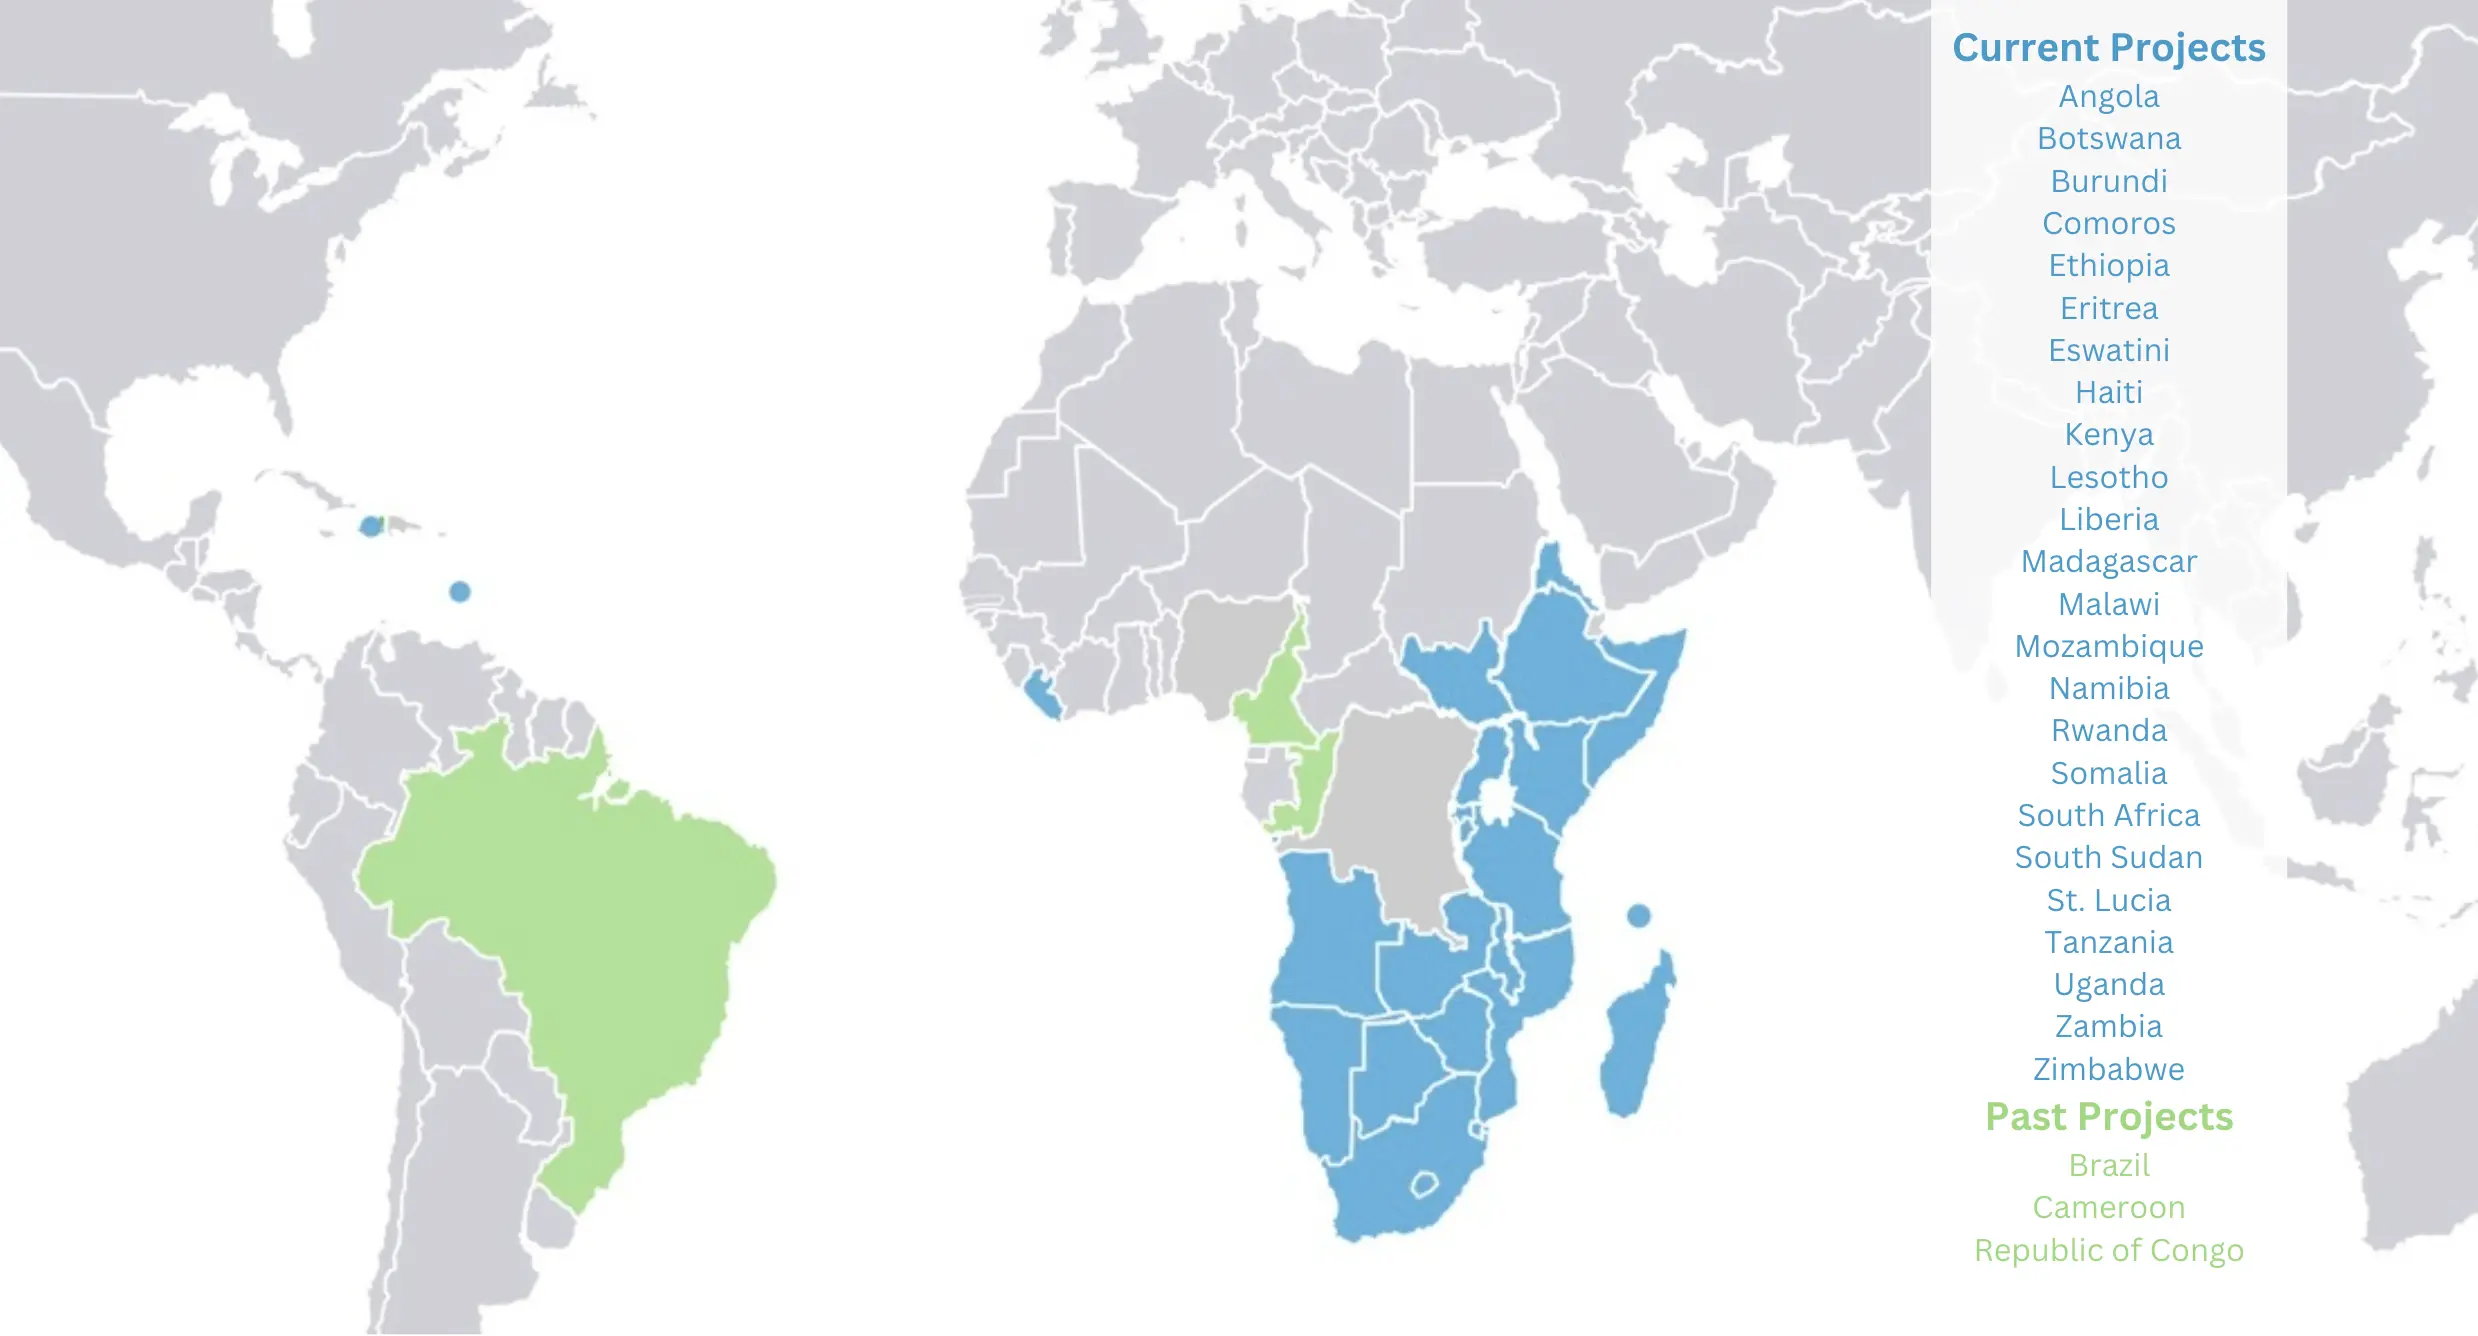 Current Projects
Angola
Botswana
Burundi
Comoros
Ethiopia
Eritrea
Eswatini
Haiti
Kenya
Lesotho
Liberia
Madagascar
Malawi
Mozambique
Namibia
Rwanda
Somalia
South Africa
South Sudan
St. Lucia
Tanzania
Uganda
Zambia
Zimbabwe
Past Projects
Brazil
Cameroon
Republic of Congo